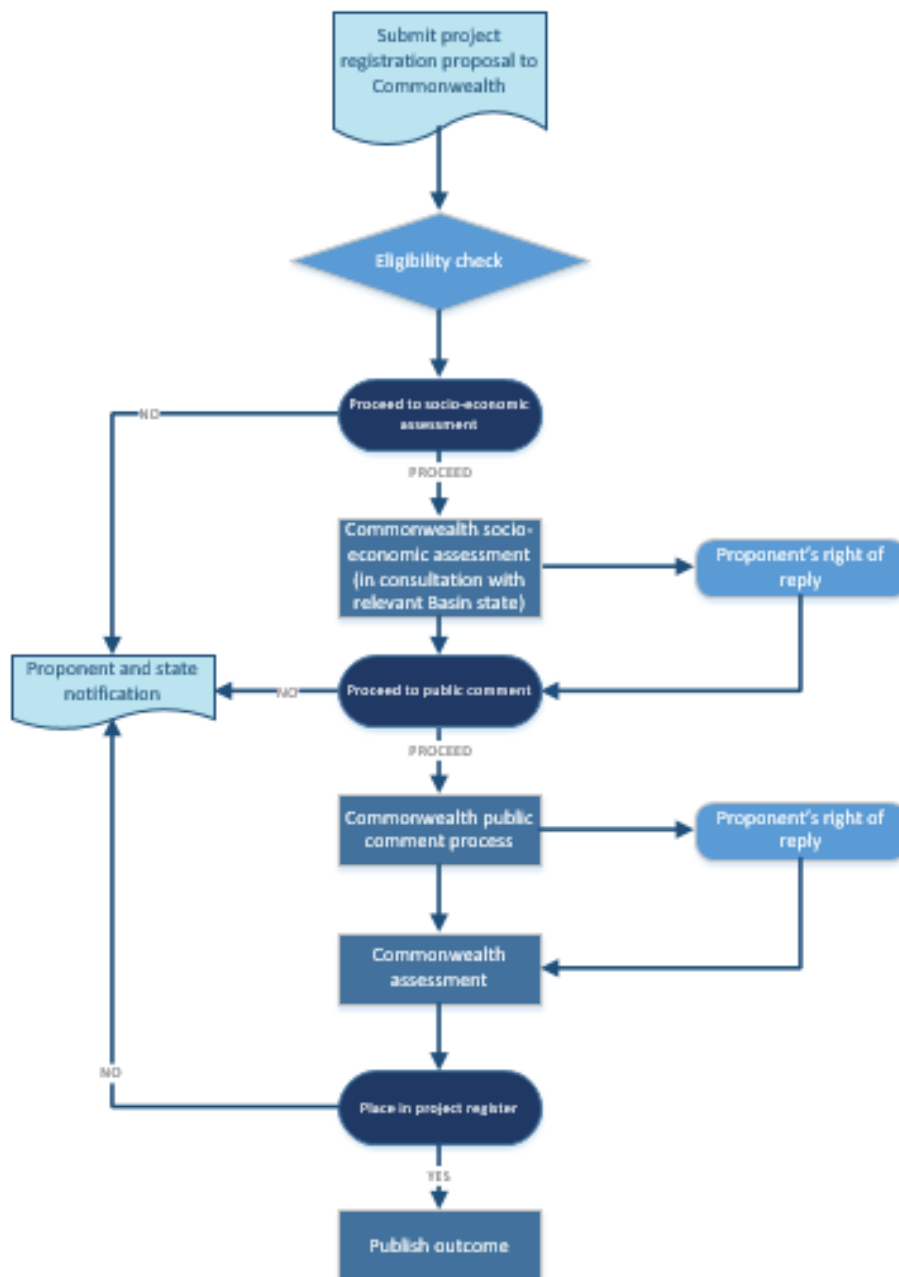 Submit project
registration proposal to
Commonwealth
Eligibility check
Proceed to socio-economic
assessment
NO
PROCEED
Commonwealth socio-
economic assessment
(in consultation with
relevant Basin state)
Proponent's right of
reply
Proponent and state
notification
NO
Proceed to public comment
PROCEED
Commonwealth public
comment process
Proponent's right of
reply
Commonwealth
assessment
NO
Place in project register
YES
Publish outcome